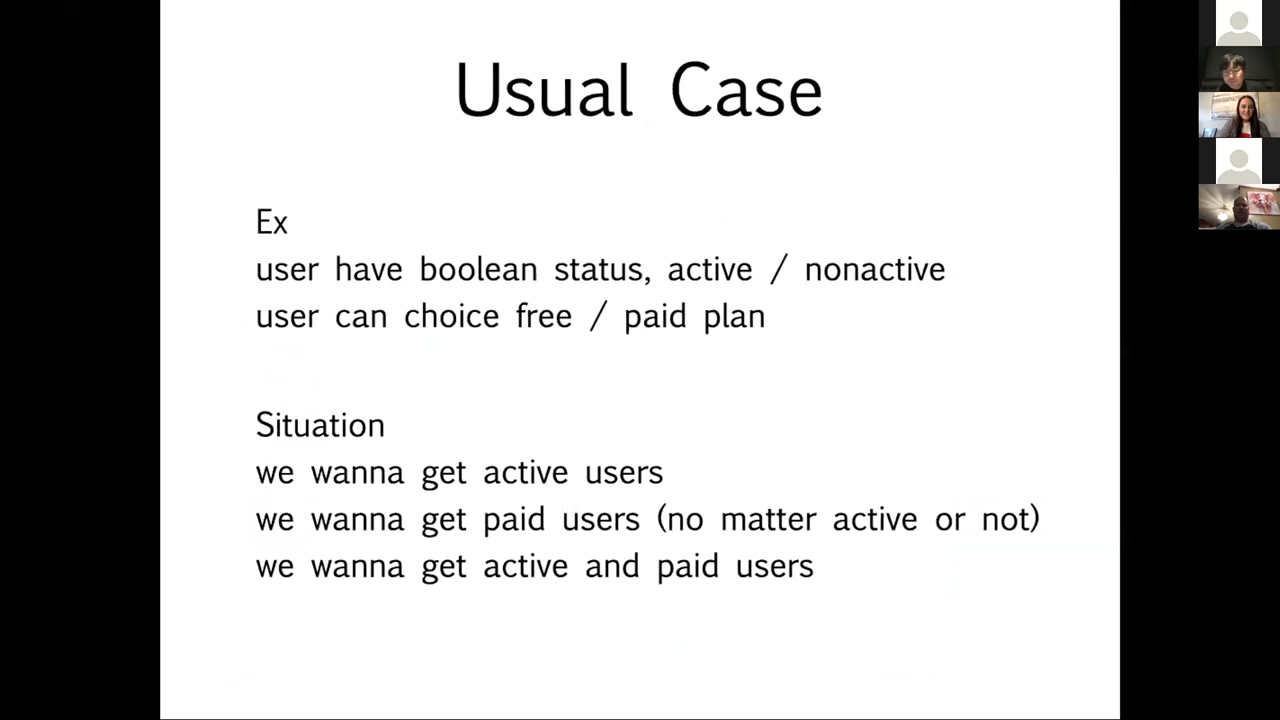 Usual Case
Ex
user have boolean status, active / nonactive
user can choice free / paid plan
Situation
we wanna get active users
we wanna get paid users (no matter active or not)
we wanna get active and paid users